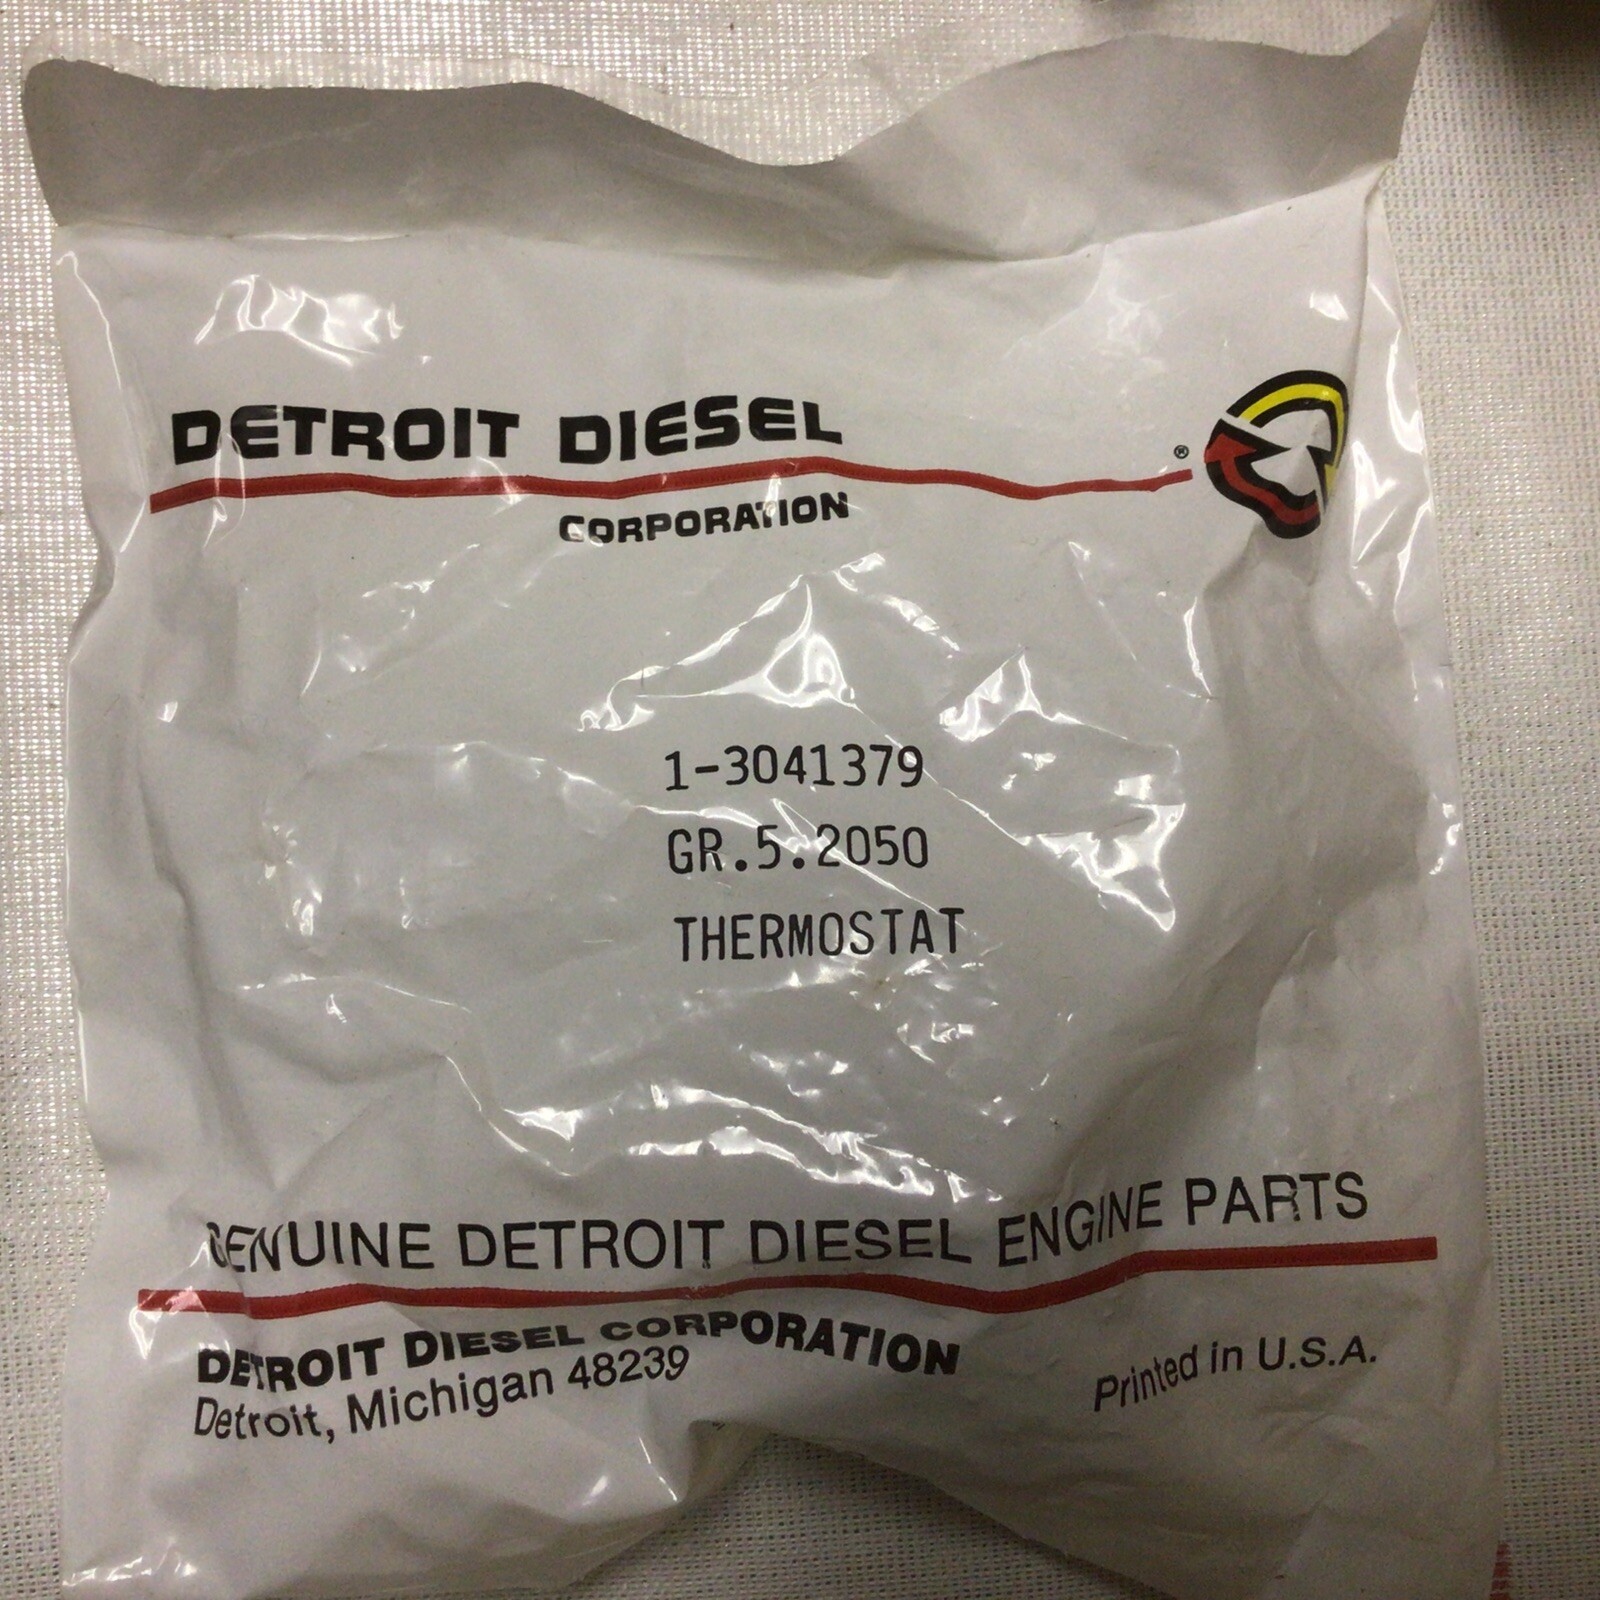 DETROIT DIESEL
®
CORPORATION
1-3041379
GR.5.2050
THERMOSTAT
GENUINE DETROIT DIESEL ENGINE PARTS
DETROIT DIESEL CORPORATION
Detroit, Michigan 48239
Printed in U.S.A.